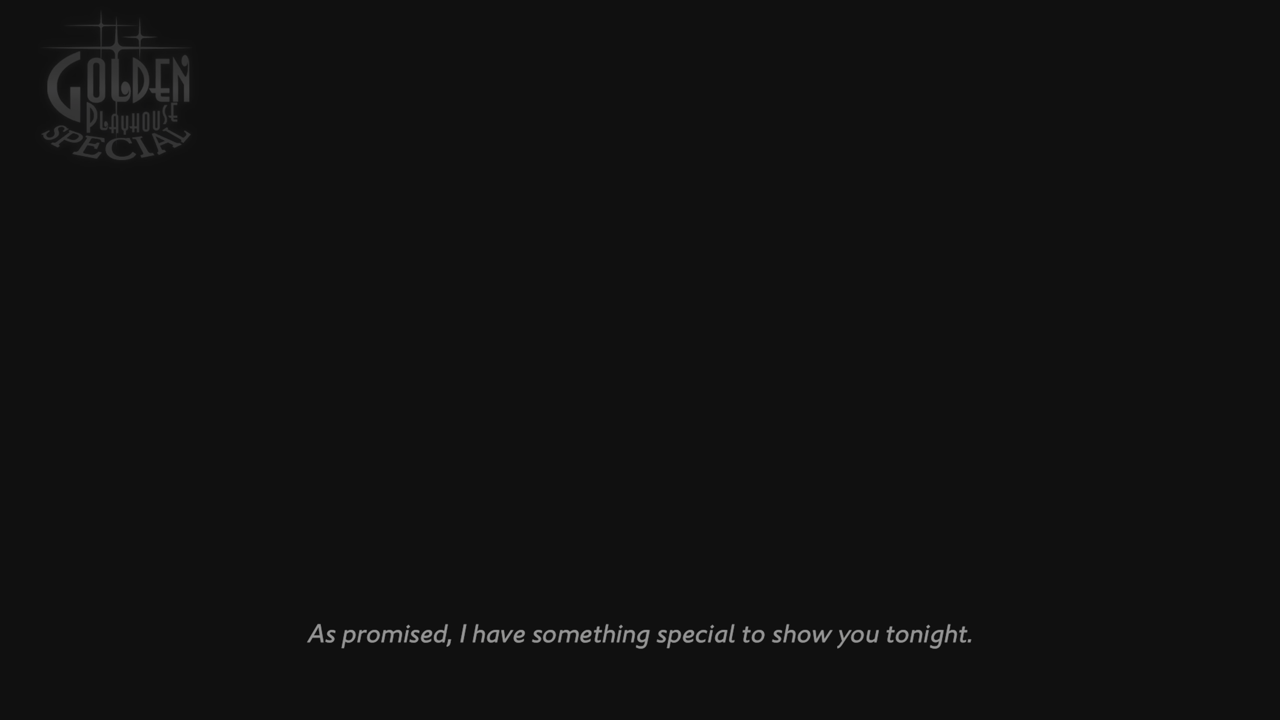 GOLDEN
PLAYHOUSE
SPECIAL
As promised, I have something special to show you tonight.